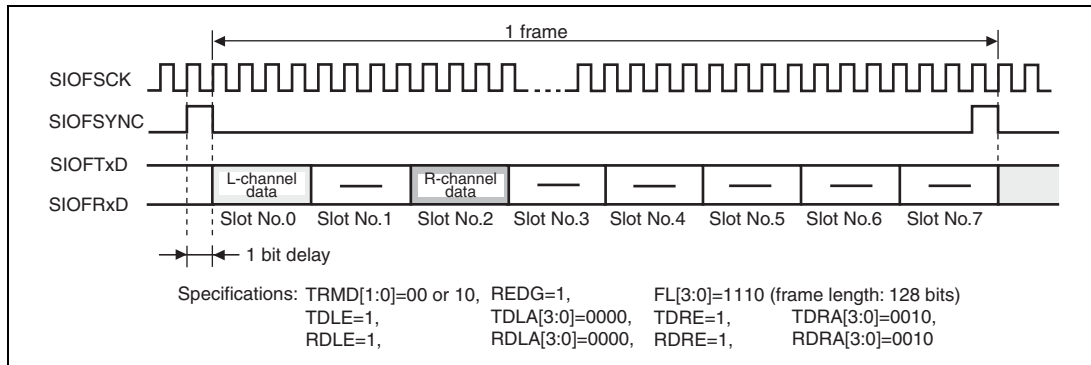 1 frame
SIOFSCK
SIOFSYNC
SIOFTxD
SIOFRxD
L-channel
data
R-channel
data
Slot No.0 Slot No.1 Slot No.2 Slot No.3 Slot No.4 Slot No.5 Slot No.6 Slot No.7
1 bit delay
Specifications: TRMD[1:0]=00 or 10, REDG=1, FL[3:0]=1110 (frame length: 128 bits)
TDLE=1, TDLA[3:0]=0000, TDRE=1, TDRA[3:0]=0010,
RDLE=1, RDLA[3:0]=0000, RDRE=1, RDRA[3:0]=0010